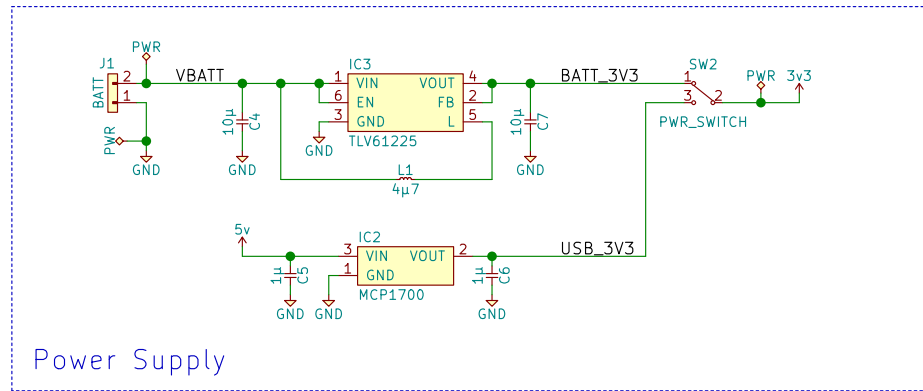 PWR
J1
2
BATT
1
PWR
GND
VBATT
10µ
C4
GND
IC3
1 VIN VOUT 4
6 EN FB 2
3 GND L 5
TLV61225
GND
L1
4µ7
10µ
C7
GND
BATT_3V3
SW2
1
3
2
PWR_SWITCH
PWR
3v3
5v
1µ
C5
GND
IC2
3 VIN VOUT 2
1 GND
MCP1700
GND
1µ
C6
GND
USB_3V3
Power Supply